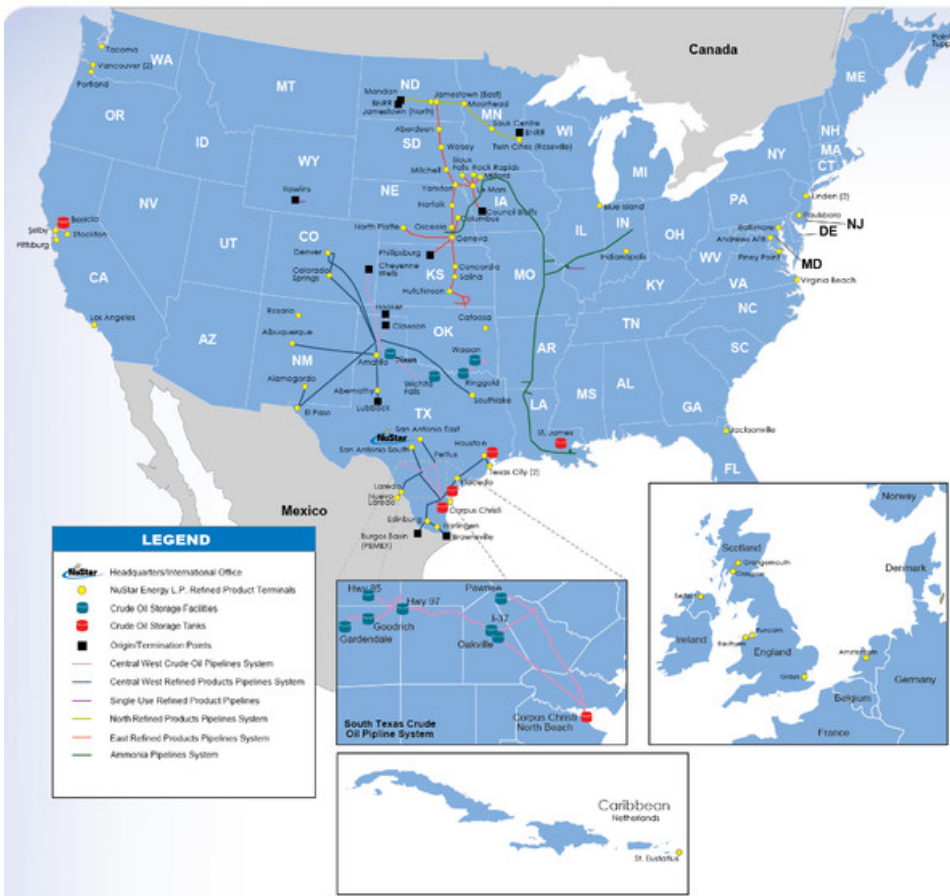 Canada
Tacoma
WA
Vancouver (2)
Portland
OR
MT
ID
WY
Rawlins
NV
UT
CA
AZ
Benicia
Selby
Stockton
Pittsburg
Los Angeles
ND
Mandan
BNRR
Jamestown (North)
Jamestown (East)
Moorhead
MN
Sauk Centre
BNRR
Twin Cities (Roseville)
WI
SD
Aberdeen
Wolsey
Mitchell
Sioux
Falls
Rock Rapids
Milford
Yankton
Le Mars
IA
Council Bluffs
NE
Norfolk
Columbus
North Platte
Osceola
Geneva
Phillipsburg
CO
Denver
Colorado
Springs
Cheyenne
Wells
KS
Concordia
Salina
Hutchinson
Hooker
Clawson
OK
Catoosa
Rosario
Albuquerque
NM
Alamogordo
El Paso
Amarillo
Dixon
Abernathy
Lubbock
Wichita
Falls
Wasson
Ringgold
Southlake
TX
NuStar
San Antonio East
San Antonio South
Pettus
Houston
Texas City (2)
Placedo
Laredo
Nuevo
Laredo
Corpus Christi
Edinburg
Harlingen
Burgos Basin
(PEMEX)
Brownsville
Mexico
MO
AR
LA
St. James
MS
AL
GA
FL
Jacksonville
TN
KY
SC
NC
VA
WV
OH
IN
IL
Indianapolis
Blue Island
MI
PA
NY
ME
NH
MA
CT
Point
Tupper
Linden (2)
Paulsboro
NJ
DE
Baltimore
Andrews AFB
MD
Piney Point
Virginia Beach
LEGEND
NuStar
Headquarters/International Office
NuStar Energy L.P. Refined Product Terminals
Crude Oil Storage Facilities
Crude Oil Storage Tanks
Origin/Termination Points
Central West Crude Oil Pipelines System
Central West Refined Products Pipelines System
Single Use Refined Product Pipelines
North Refined Products Pipelines System
East Refined Products Pipelines System
Ammonia Pipelines System
Hwy 85
Hwy 97
Pawnee
Goodrich
Gardendale
I-37
Oakville
Corpus Christi
North Beach
South Texas Crude
Oil Pipline System
Norway
Scotland
Grangemouth
Glasgow
Denmark
Belfast
Ireland
Runcorn
Eastham
England
Grays
Amsterdam
Belgium
Germany
France
Caribbean
Netherlands
St. Eustatius